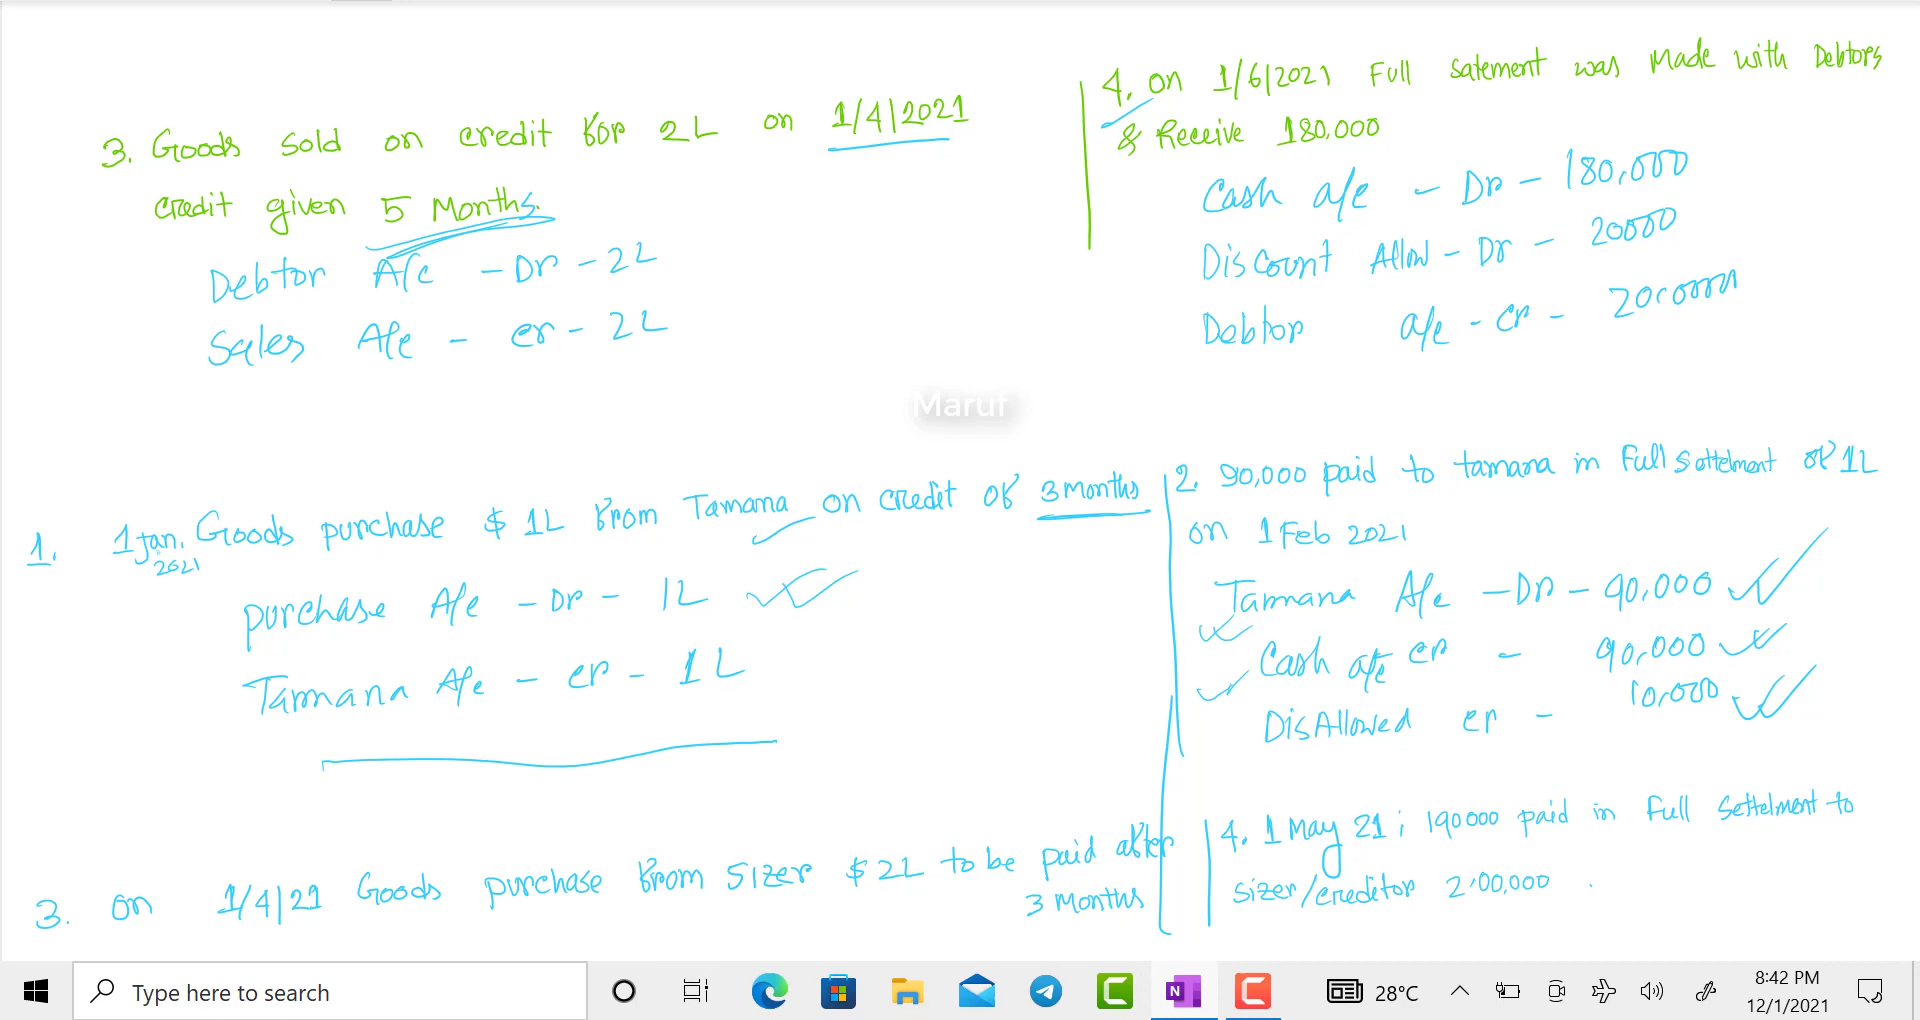 3. Goods sold on credit for 2L on 1/4/2021
credit given 5 Months.
Debtor A/c - Dr - 2L
Sales A/c - cr - 2L
4. on 1/6/2021 Full satement was Made with Debtors
& Receive 180,000
Cash a/c - Dr - 180,000
Discount Allow - Dr - 20000
Debtor a/c - cr -
Maruf
1. 1 Jan. Goods purchase $ 1L from Tamana on credit of 3 months
2021
purchase A/c - Dr - 1L
Tamana A/c - cr - 1L
2. 90,000 paid to tamana in Full Settelment of 1L
on 1 Feb 2021
Tamana A/c - Dr - 90,000
Cash a/c cr - 90,000
DisAllowed cr - 10,000
3. on 1/4/21 Goods purchase from Sizer $ 2L to be paid after
3 Months
4. 1 May 21; 190000 paid in Full Settelment to
Sizer/creditor 2,00,000.
Type here to search
28°C
8:42 PM
12/1/2021